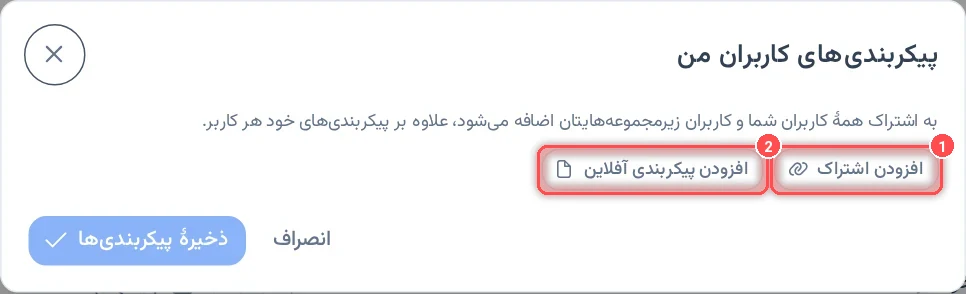 پیکربندی‌های کاربران من
به اشتراک همهٔ کاربران شما و کاربران زیرمجموعه‌هایتان اضافه می‌شود، علاوه بر پیکربندی‌های خود هر کاربر.
1 افزودن اشتراک
2 افزودن پیکربندی آفلاین
انصراف
ذخیرهٔ پیکربندی‌ها